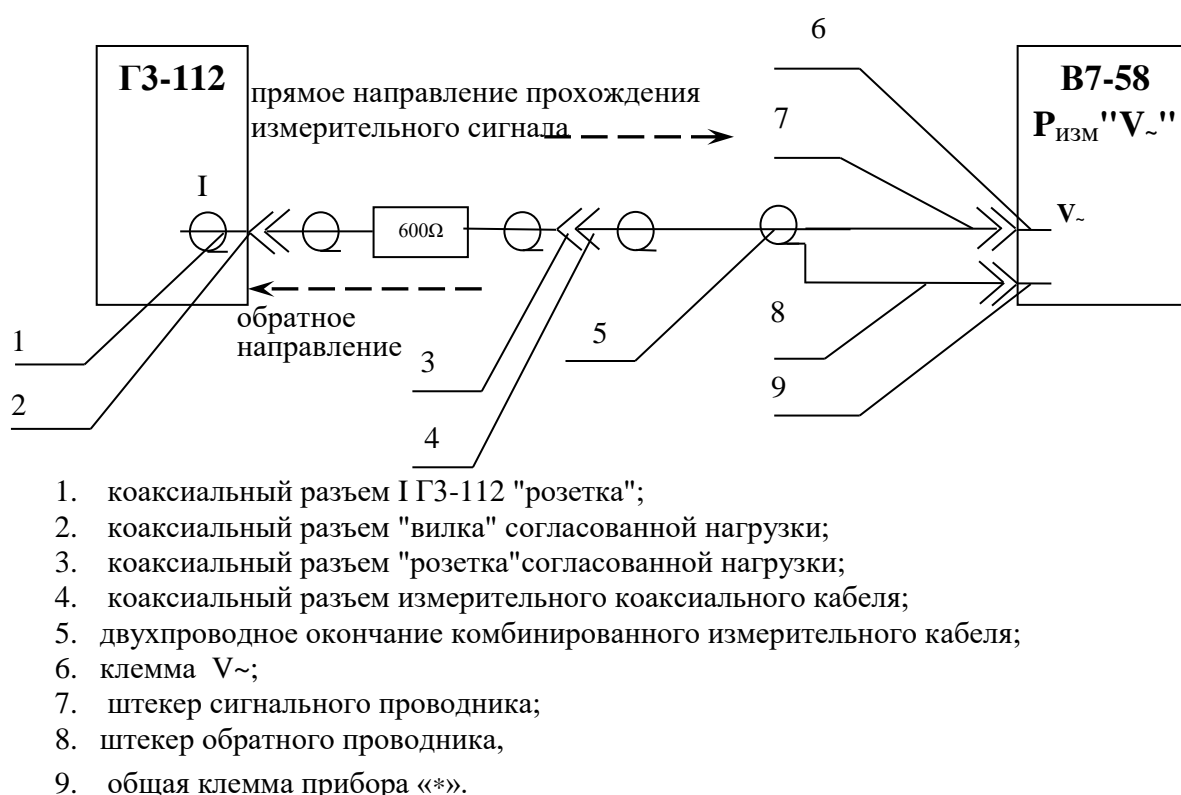 6
Г3-112
В7-58
прямое направление прохождения
измерительного сигнала
7
Ризм"V~"
I
600Ω
V~
обратное
направление
1
5
8
3
2
9
4
1. коаксиальный разъем I Г3-112 "розетка";
2. коаксиальный разъем "вилка" согласованной нагрузки;
3. коаксиальный разъем "розетка"согласованной нагрузки;
4. коаксиальный разъем измерительного коаксиального кабеля;
5. двухпроводное окончание комбинированного измерительного кабеля;
6. клемма V~;
7. штекер сигнального проводника;
8. штекер обратного проводника,
9. общая клемма прибора «*».